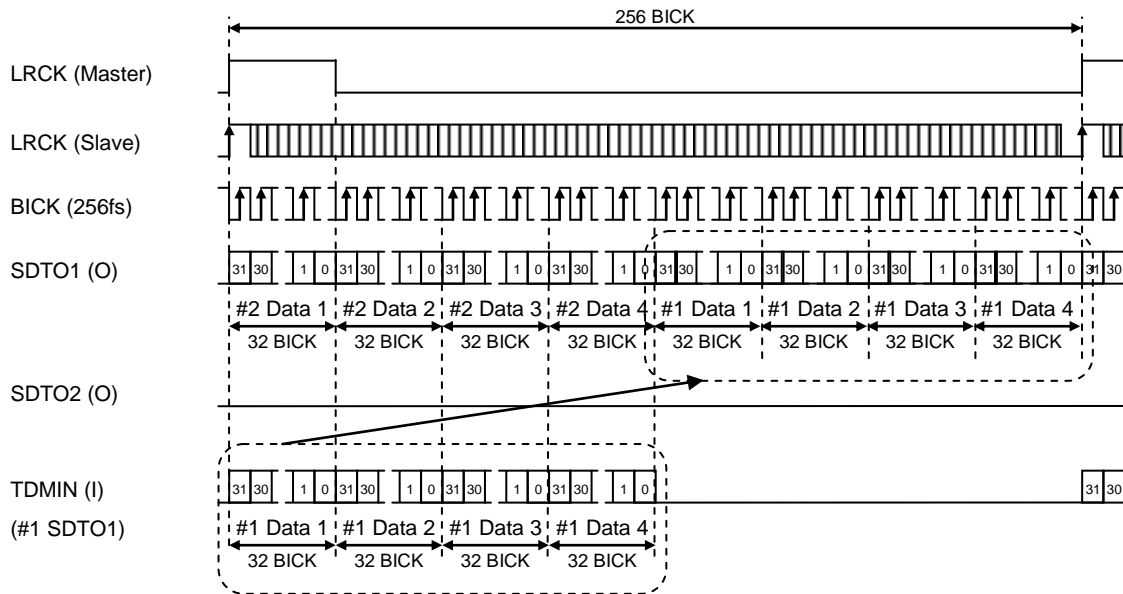 256 BICK
LRCK (Master)
LRCK (Slave)
BICK (256fs)
SDTO1 (O)
31 30 1 0 31 30 1 0 31 30 1 0 31 30 1 0 31 30 1 0 31 30 1 0 31 30 1 0 31 30 1 0 31 30
#2 Data 1 #2 Data 2 #2 Data 3 #2 Data 4 #1 Data 1 #1 Data 2 #1 Data 3 #1 Data 4
32 BICK 32 BICK 32 BICK 32 BICK 32 BICK 32 BICK 32 BICK 32 BICK
SDTO2 (O)
TDMIN (I)
31 30 1 0 31 30 1 0 31 30 1 0 31 30 1 0 31 30
(#1 SDTO1)
#1 Data 1 #1 Data 2 #1 Data 3 #1 Data 4
32 BICK 32 BICK 32 BICK 32 BICK